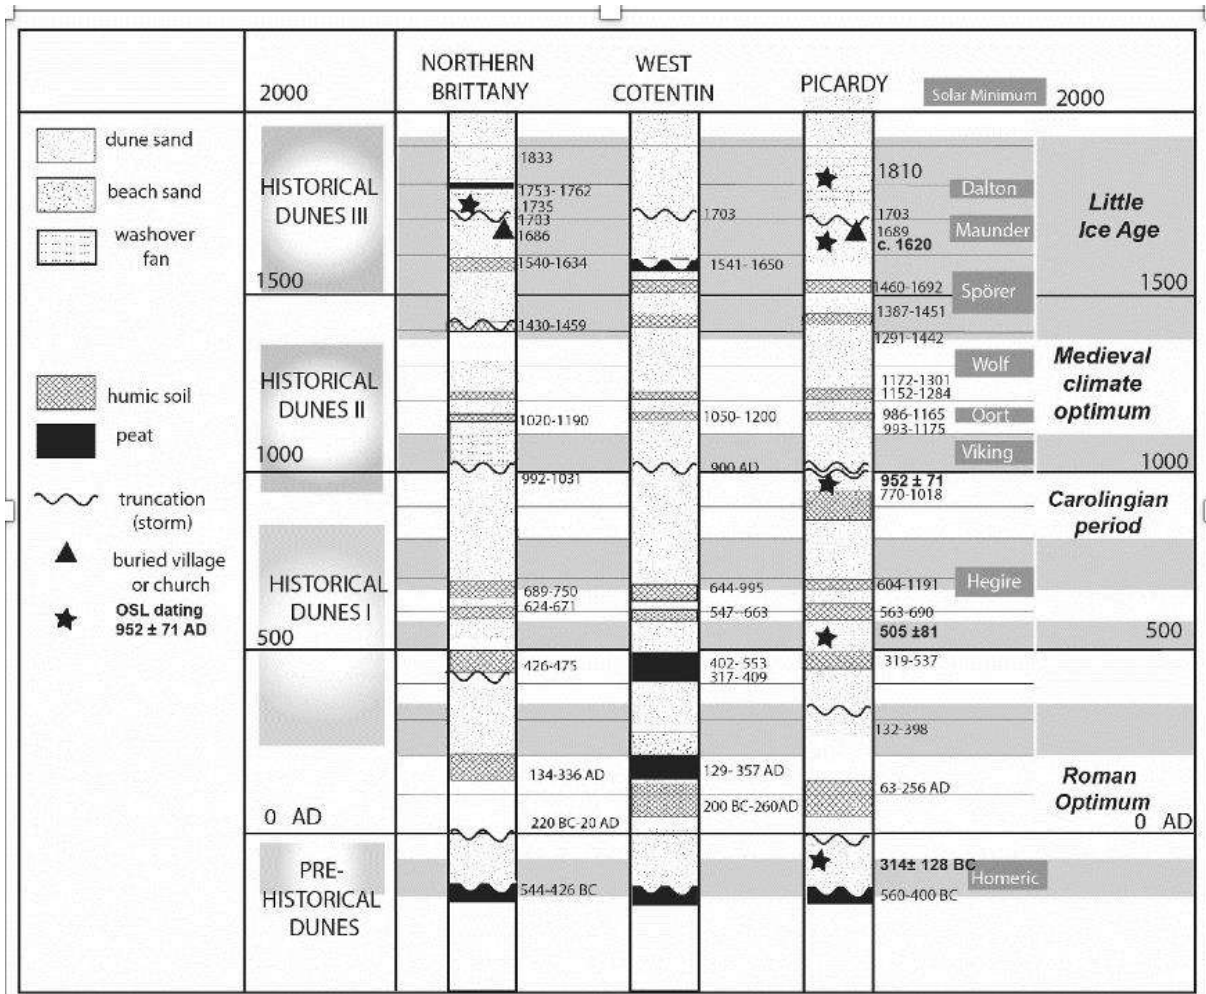 NORTHERN
BRITTANY
WEST
COTENTIN
PICARDY
Solar Minimum
2000
2000
dune sand
beach sand
washover
fan
humic soil
peat
truncation
(storm)
buried village
or church
OSL dating
952 ± 71 AD
HISTORICAL
DUNES III
1500
HISTORICAL
DUNES II
1000
HISTORICAL
DUNES I
500
0 AD
PRE-
HISTORICAL
DUNES
1833
1753- 1762
1735
1703
1686
1540-1634
1430-1459
1020-1190
992-1031
689-750
624-671
426-475
134-336 AD
220 BC-20 AD
544-426 BC
1703
1541- 1650
1050- 1200
900 AD
644-995
547- -663
402- 553
317- 409
129- 357 AD
200 BC-260AD
1810
1703
1689
c. 1620
1460-1692
1387-1451
1291-1442
1172-1301
1152-1284
986-1165
993-1175
952 ± 71
770-1018
604-1191
563-690
505 ±81
319-537
132-398
63-256 AD
314± 128 BC
560-400 BC
Dalton
Maunder
Spörer
Wolf
Oort
Viking
Hegire
Homeric
Little
Ice Age
1500
Medieval
climate
optimum
1000
Carolingian
period
500
Roman
Optimum
0 AD